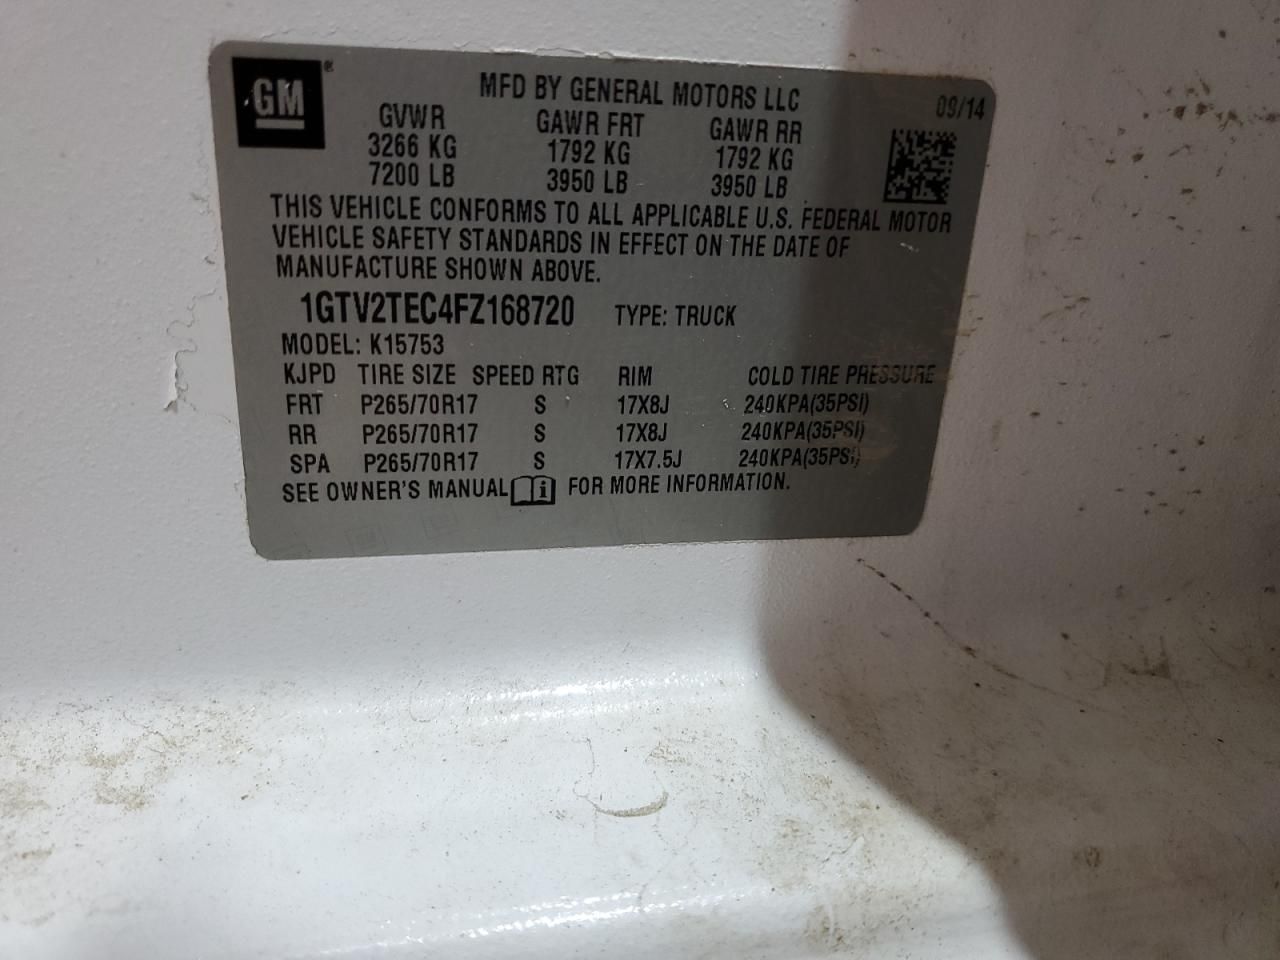 GM®
MFD BY GENERAL MOTORS LLC
09/14
GVWR GAWR FRT GAWR RR
3266 KG 1792 KG 1792 KG
7200 LB 3950 LB 3950 LB
THIS VEHICLE CONFORMS TO ALL APPLICABLE U.S. FEDERAL MOTOR
VEHICLE SAFETY STANDARDS IN EFFECT ON THE DATE OF
MANUFACTURE SHOWN ABOVE.
1GTV2TEC4FZ168720 TYPE: TRUCK
MODEL: K15753
KJPD TIRE SIZE SPEED RTG RIM COLD TIRE PRESSURE
FRT P265/70R17 S 17X8J 240KPA(35PSI)
RR P265/70R17 S 17X8J 240KPA(35PSI)
SPA P265/70R17 S 17X7.5J 240KPA(35PSI)
SEE OWNER'S MANUAL i FOR MORE INFORMATION.